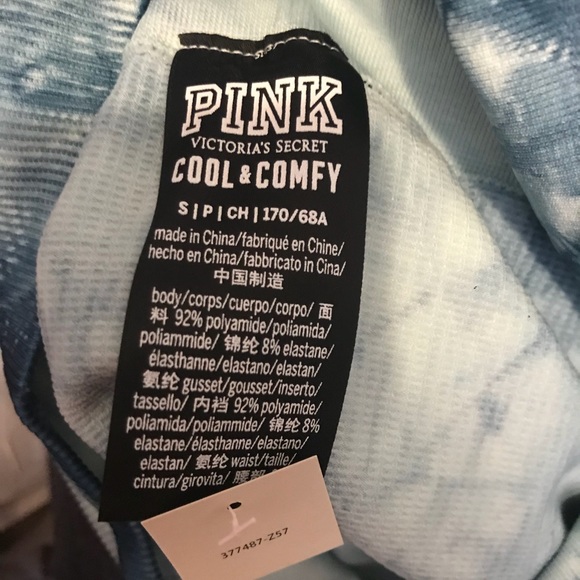 PINK
VICTORIA'S SECRET
COOL & COMFY
S | P | CH | 170/68A
made in China/fabriqué en Chine/
hecho en China/fabbricato in Cina/
中国制造
body/corps/cuerpo/corpo/ 面
料 92% polyamide/poliamida/
poliammide/ 锦纶 8% elastane/
élasthanne/elastano/elastan/
氨纶 gusset/gousset/inserto/
tassello/ 内裆 92% polyamide/
poliamida/poliammide/ 锦纶 8%
elastane/élasthanne/elastano/
elastan/ 氨纶 waist/taille/
cintura/girovita/ 腰部
377487-Z57